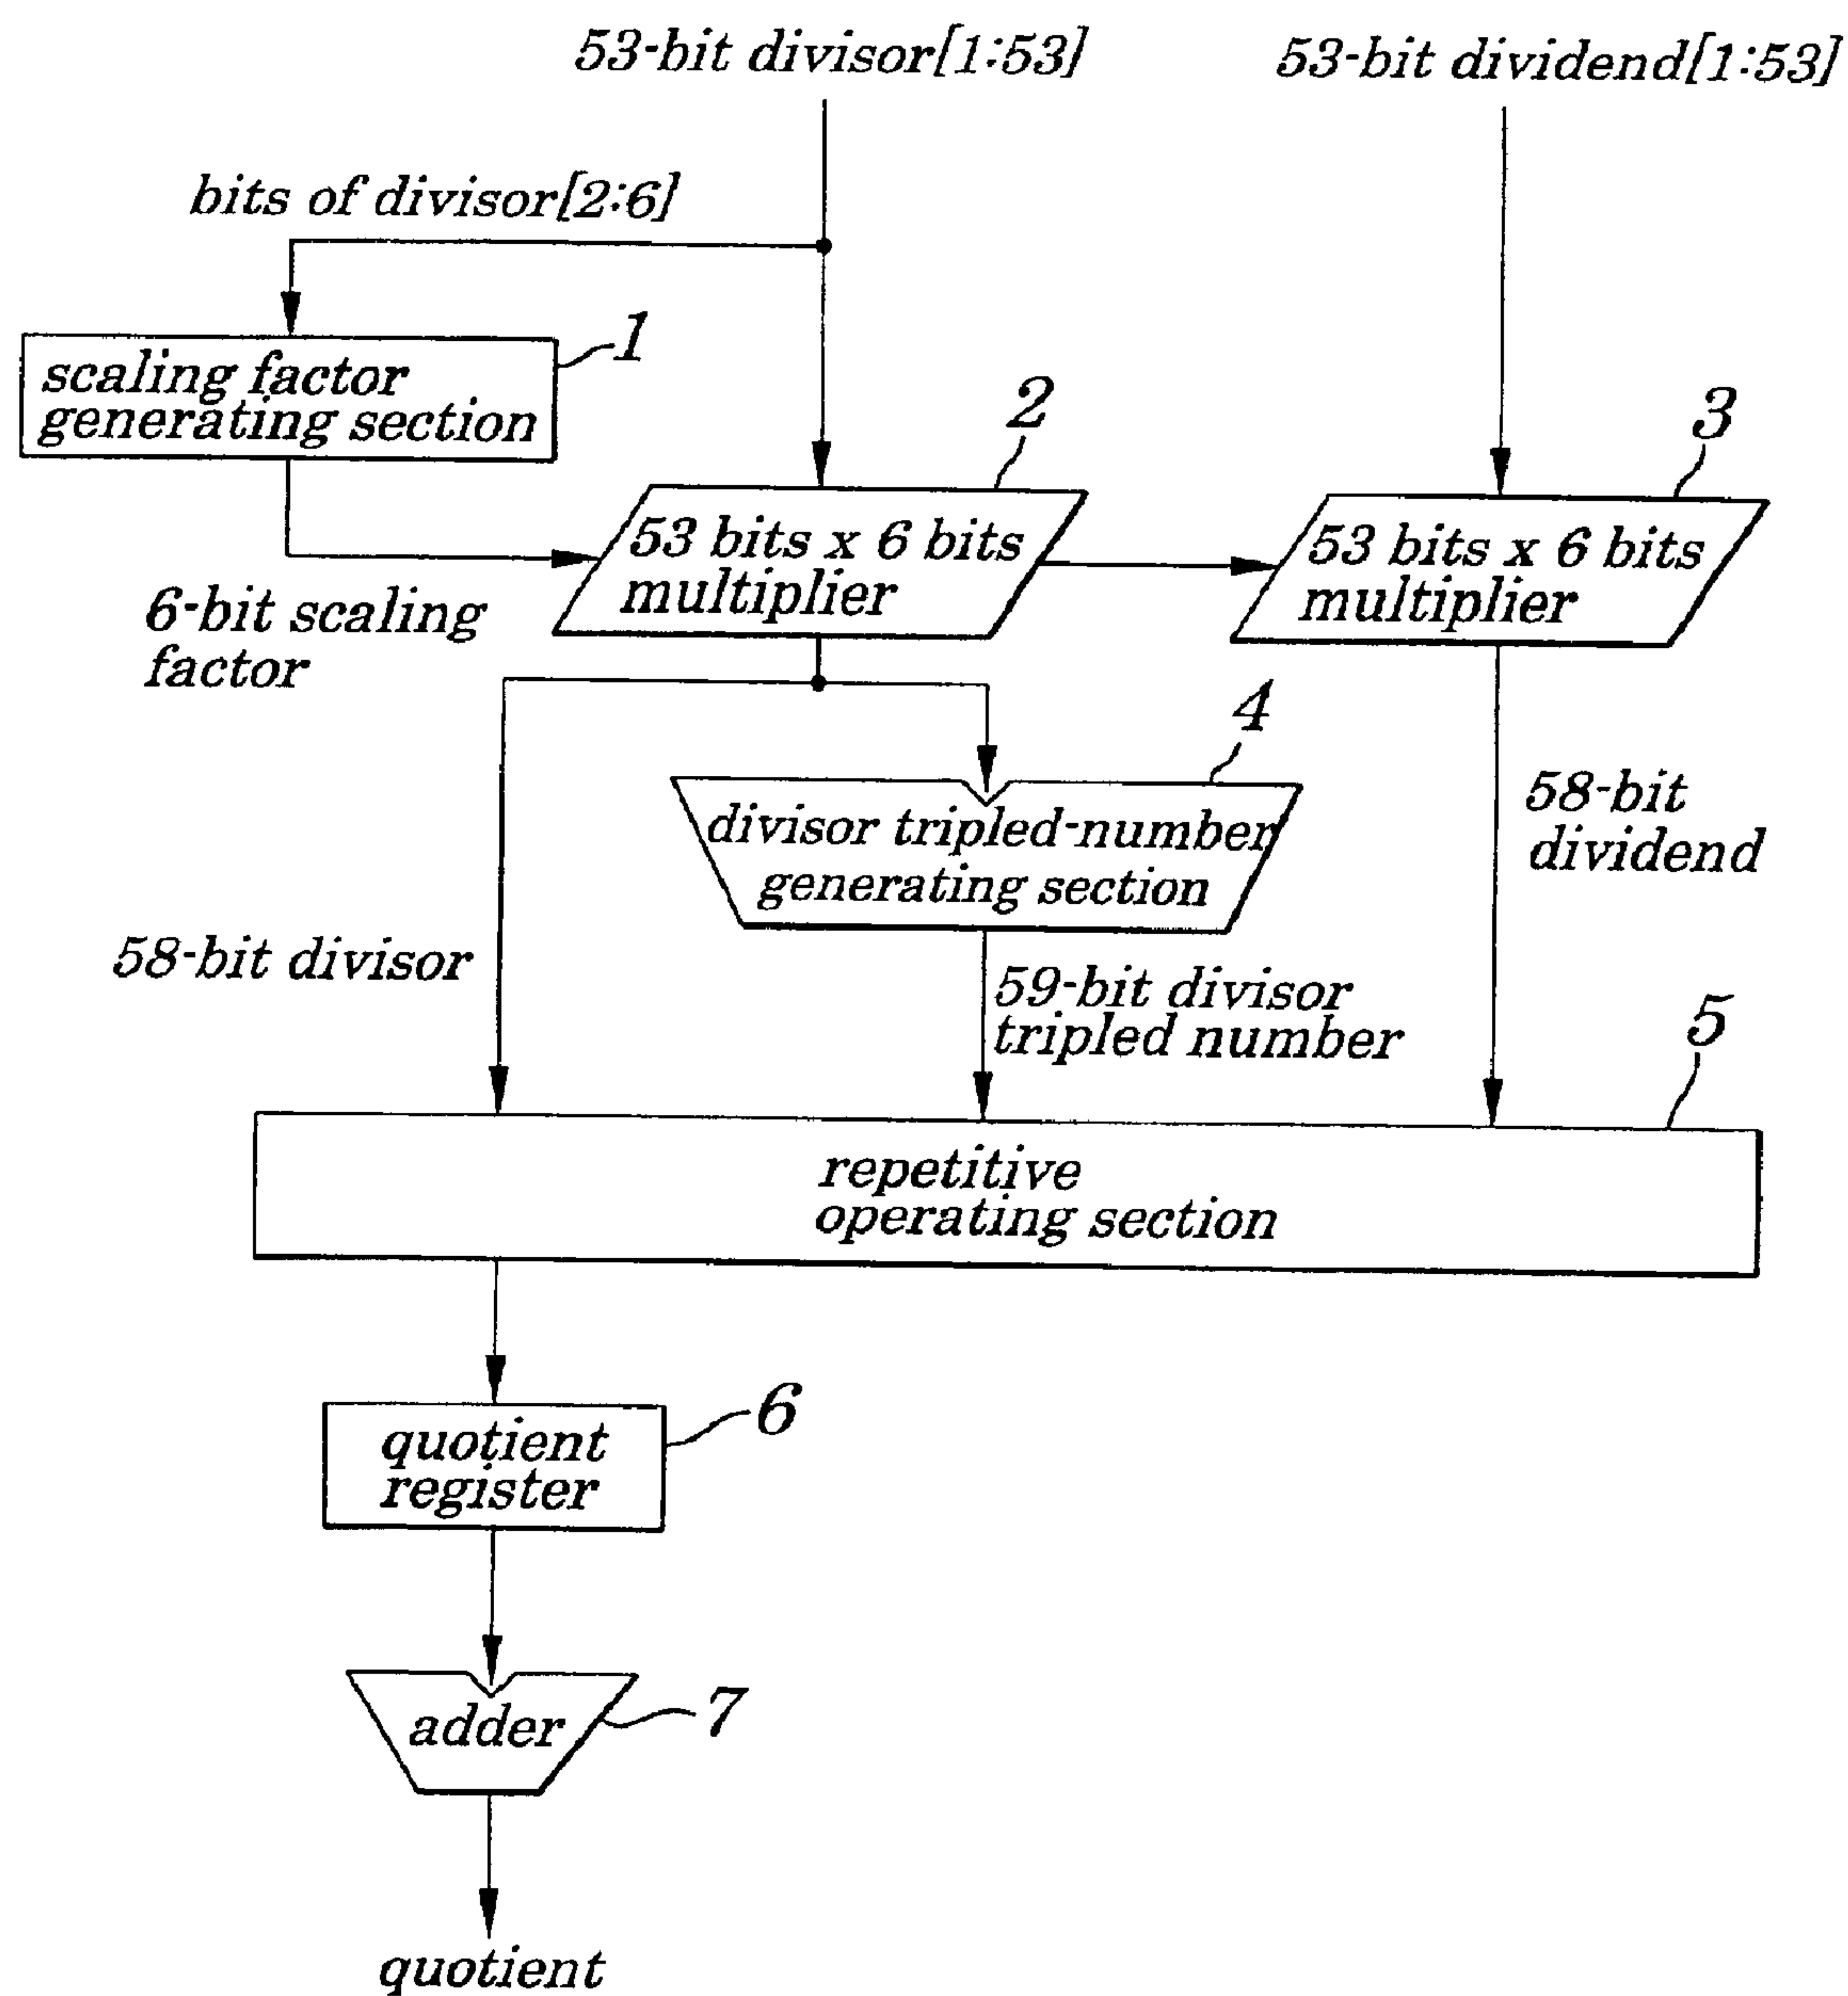 53-bit divisor[1:53]
53-bit dividend[1:53]
bits of divisor[2:6]
1
scaling factor
generating section
2
3
53 bits x 6 bits
multiplier
53 bits x 6 bits
multiplier
6-bit scaling
factor
4
divisor tripled-number
generating section
58-bit
dividend
58-bit divisor
59-bit divisor
tripled number
5
repetitive
operating section
6
quotient
register
7
adder
quotient